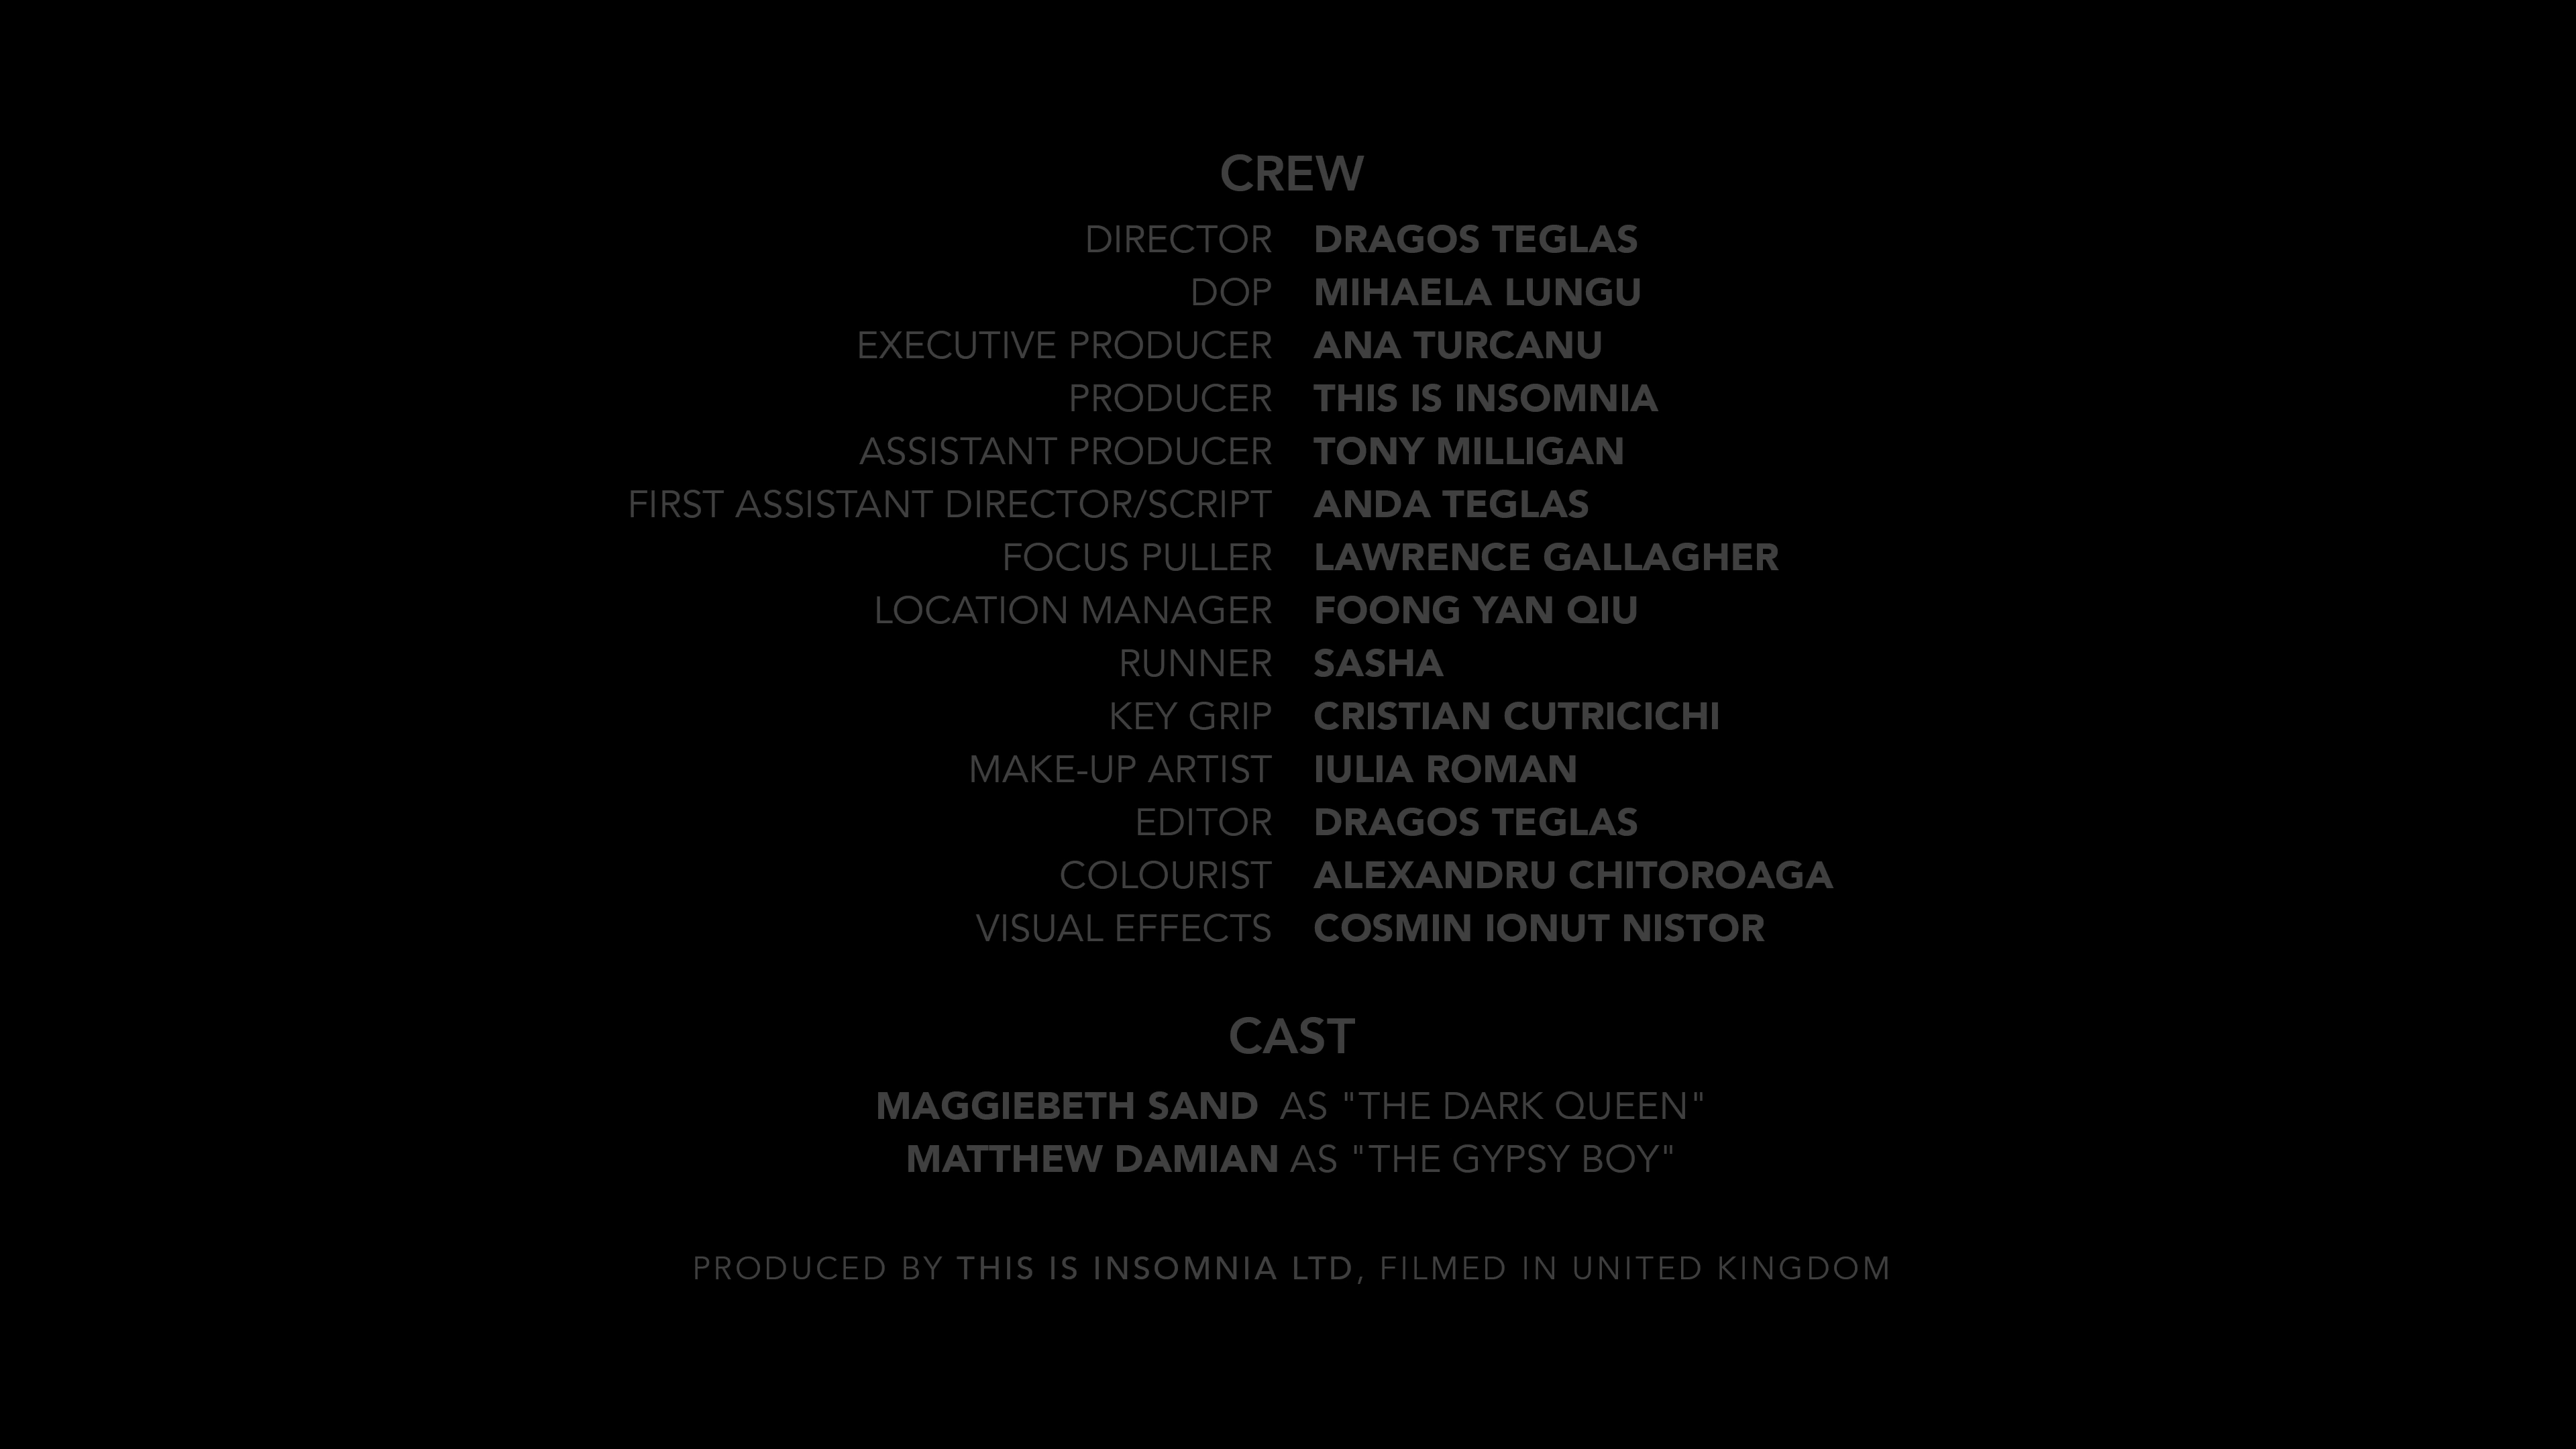 CREW
DIRECTOR DRAGOS TEGLAS
DOP MIHAELA LUNGU
EXECUTIVE PRODUCER ANA TURCANU
PRODUCER THIS IS INSOMNIA
ASSISTANT PRODUCER TONY MILLIGAN
FIRST ASSISTANT DIRECTOR/SCRIPT ANDA TEGLAS
FOCUS PULLER LAWRENCE GALLAGHER
LOCATION MANAGER FOONG YAN QIU
RUNNER SASHA
KEY GRIP CRISTIAN CUTRICICHI
MAKE-UP ARTIST IULIA ROMAN
EDITOR DRAGOS TEGLAS
COLOURIST ALEXANDRU CHITOROAGA
VISUAL EFFECTS COSMIN IONUT NISTOR
CAST
MAGGIEBETH SAND AS "THE DARK QUEEN"
MATTHEW DAMIAN AS "THE GYPSY BOY"
PRODUCED BY THIS IS INSOMNIA LTD, FILMED IN UNITED KINGDOM